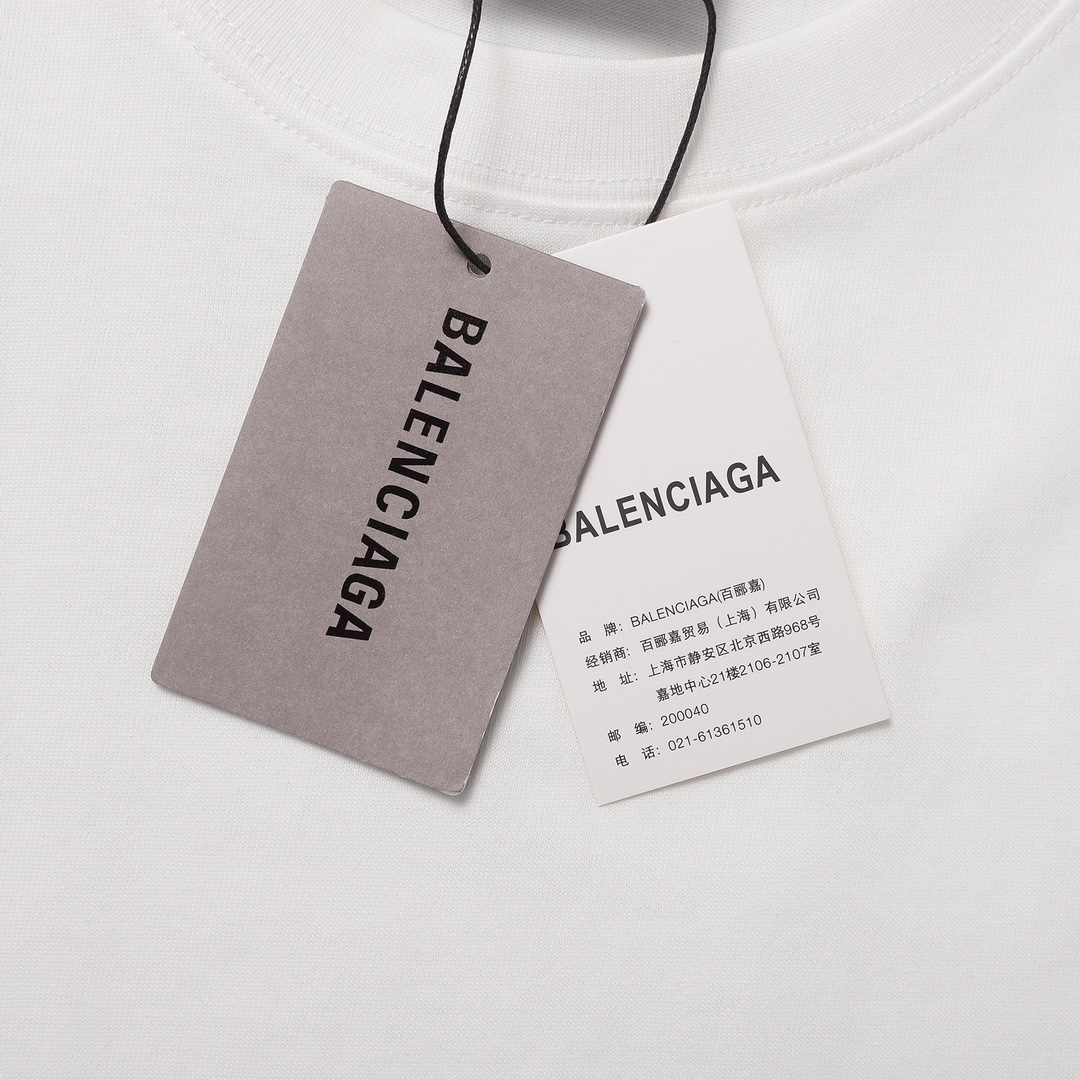 BALENCIAGA
BALENCIAGA
品 牌：BALENCIAGA(百郦嘉)
经销商：百郦嘉贸易（上海）有限公司
地 址：上海市静安区北京西路968号
嘉地中心21楼2106-2107室
邮 编：200040
电 话：021-61361510